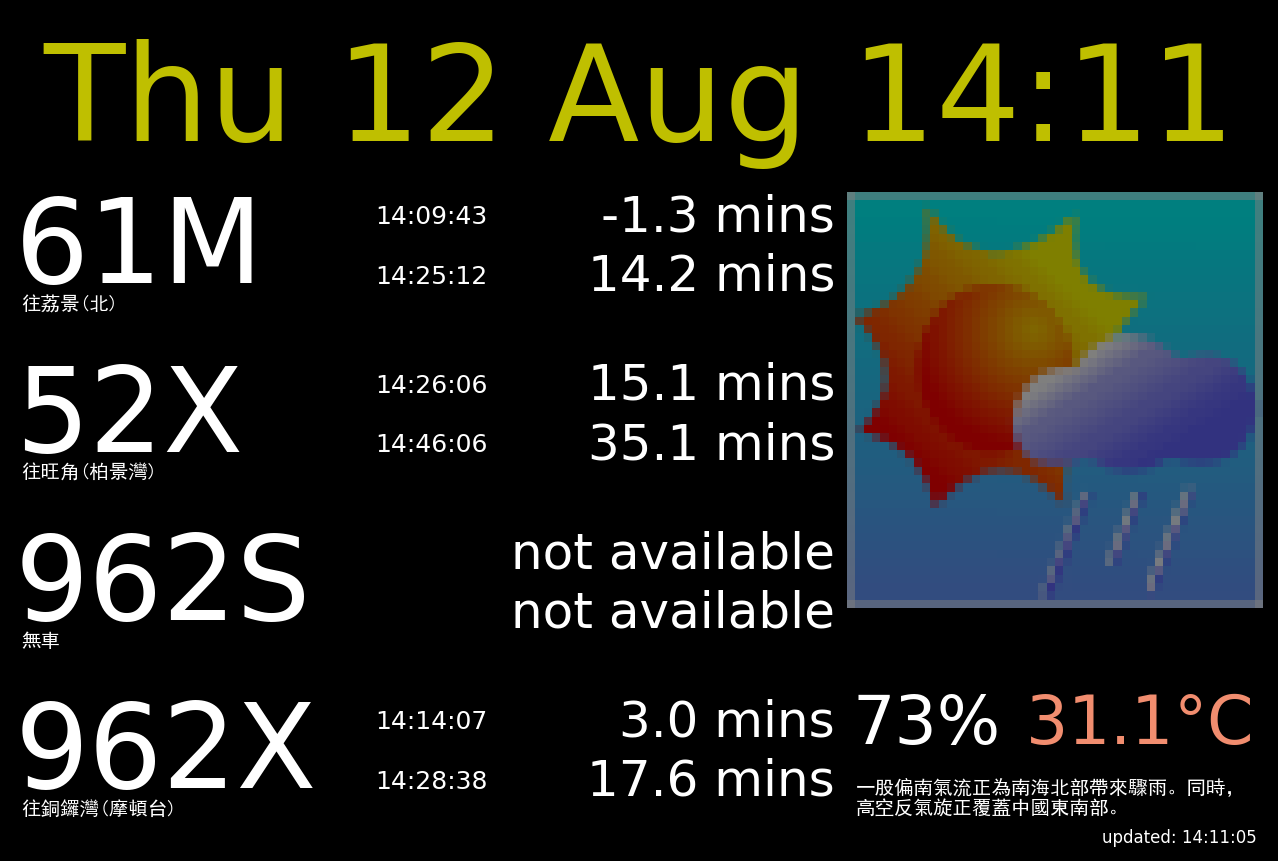 Thu 12 Aug 14:11
61M
14:09:43
-1.3 mins
14:25:12
14.2 mins
往荔景(北)
52X
14:26:06
15.1 mins
14:46:06
35.1 mins
往旺角(柏景灣)
962S
not available
not available
無車
962X
14:14:07
3.0 mins
14:28:38
17.6 mins
往銅鑼灣(摩頓台)
73% 31.1°C
一股偏南氣流正為南海北部帶來驟雨。同時，
高空反氣旋正覆蓋中國東南部。
updated: 14:11:05